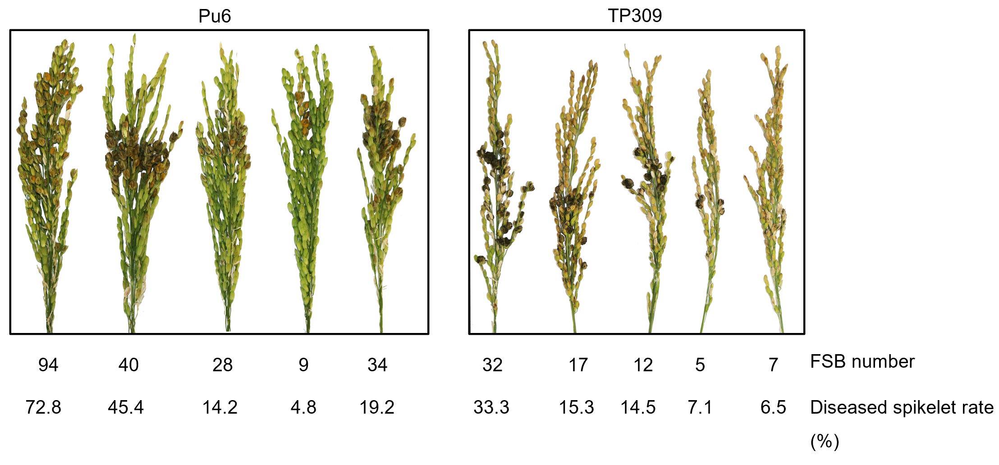 Pu6 TP309
94 40 28 9 34 32 17 12 5 7 FSB number
72.8 45.4 14.2 4.8 19.2 33.3 15.3 14.5 7.1 6.5 Diseased spikelet rate
(%)